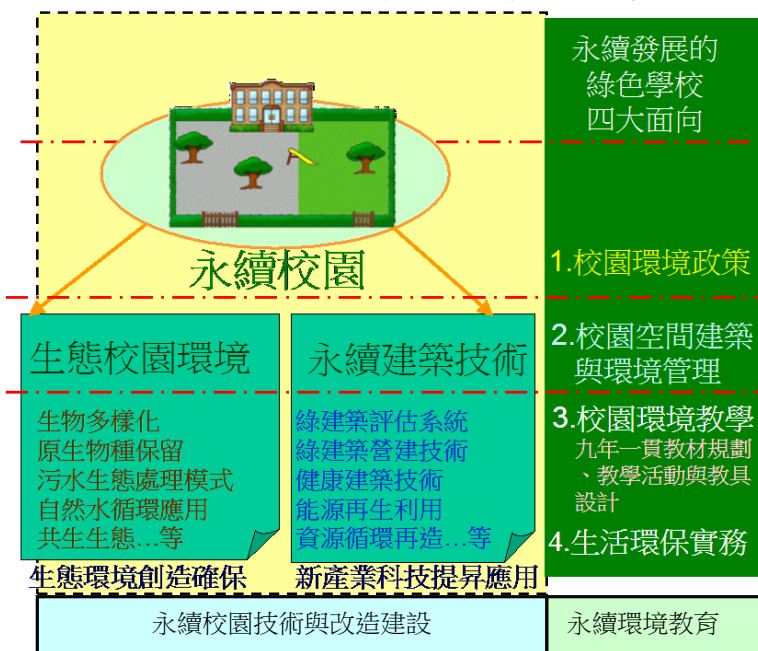 永續發展的
綠色學校
四大面向
永續校園
1.校園環境政策
生態校園環境
永續建築技術
2.校園空間建築
與環境管理
生物多樣化
原生物種保留
污水生態處理模式
自然水循環應用
共生生態…等
綠建築評估系統
綠建築營建技術
健康建築技術
能源再生利用
資源循環再造…等
3.校園環境教學
九年一貫教材規劃
、教學活動與教具
設計
4.生活環保實務
生態環境創造確保
新產業科技提昇應用
永續校園技術與改造建設
永續環境教育